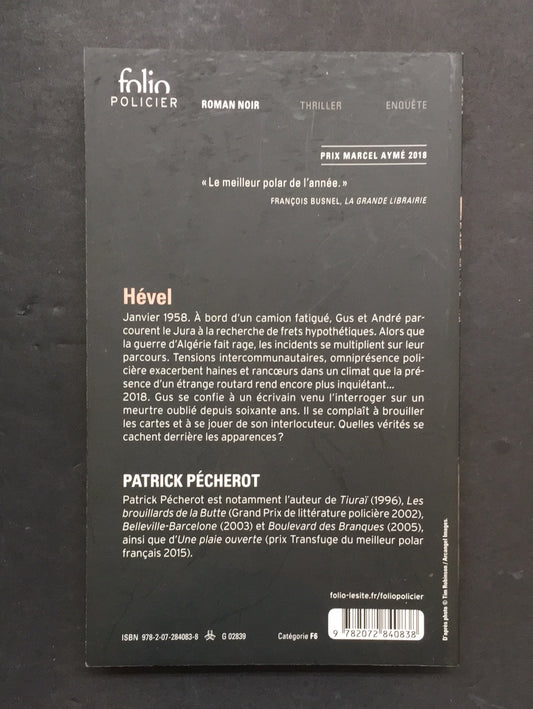 folio
POLICIER
ROMAN NOIR THRILLER ENQUÊTE
PRIX MARCEL AYMÉ 2018
« Le meilleur polar de l'année. »
FRANÇOIS BUSNEL, LA GRANDE LIBRAIRIE
Hével
Janvier 1958. À bord d'un camion fatigué, Gus et André par-
courent le Jura à la recherche de frets hypothétiques. Alors que
la guerre d'Algérie fait rage, les incidents se multiplient sur leur
parcours. Tensions intercommunautaires, omniprésence poli-
cière exacerbent haines et rancœurs dans un climat que la pré-
sence d'un étrange routard rend encore plus inquiétant...
2018. Gus se confie à un écrivain venu l'interroger sur un
meurtre oublié depuis soixante ans. Il se complaît à brouiller
les cartes et à se jouer de son interlocuteur. Quelles vérités se
cachent derrière les apparences ?
PATRICK PÉCHEROT
Patrick Pécherot est notamment l'auteur de Tiuraï (1996), Les
brouillards de la Butte (Grand Prix de littérature policière 2002),
Belleville-Barcelone (2003) et Boulevard des Branques (2005),
ainsi que d'Une plaie ouverte (prix Transfuge du meilleur polar
français 2015).
folio-lesite.fr/foliopolicier
ISBN 978-2-07-284083-8 G 02839 Catégorie F6
9 782072 840838
D'après photo © Tim Robinson / Arcangel Images.